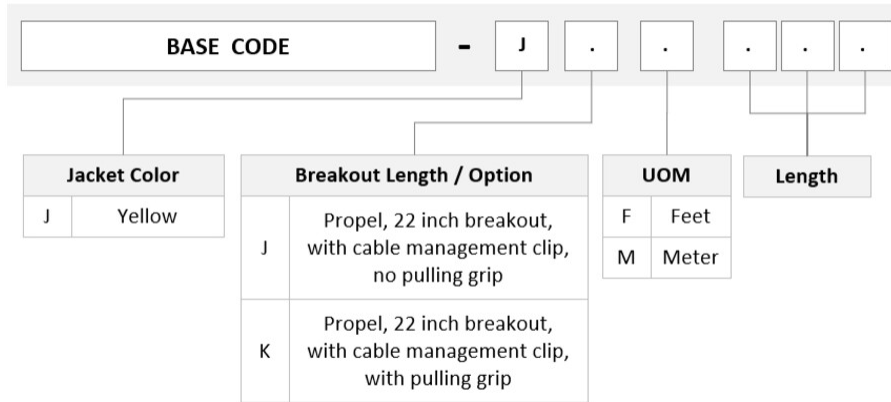 BASE CODE - J . . . . .
Jacket Color
J Yellow
Breakout Length / Option
J Propel, 22 inch breakout,
with cable management clip,
no pulling grip
K Propel, 22 inch breakout,
with cable management clip,
with pulling grip
UOM
F Feet
M Meter
Length